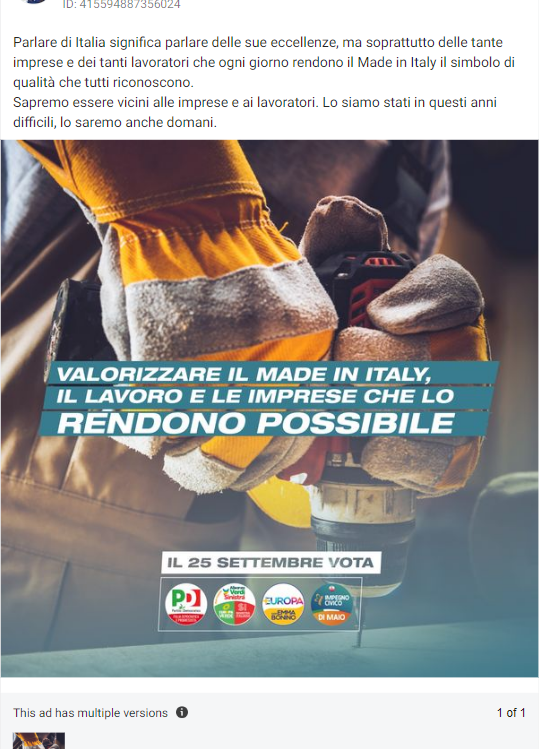 ID: 415594887356024
Parlare di Italia significa parlare delle sue eccellenze, ma soprattutto delle tante
imprese e dei tanti lavoratori che ogni giorno rendono il Made in Italy il simbolo di
qualità che tutti riconoscono.
Sapremo essere vicini alle imprese e ai lavoratori. Lo siamo stati in questi anni
difficili, lo saremo anche domani.
VALORIZZARE IL MADE IN ITALY,
IL LAVORO E LE IMPRESE CHE LO
RENDONO POSSIBILE
IL 25 SETTEMBRE VOTA
PD
Alleanza
Verdi
Sinistra
SI
EUROPA
EMMA
BONINO
IMPEGNO
CIVICO
DI MAIO
This ad has multiple versions
1 of 1